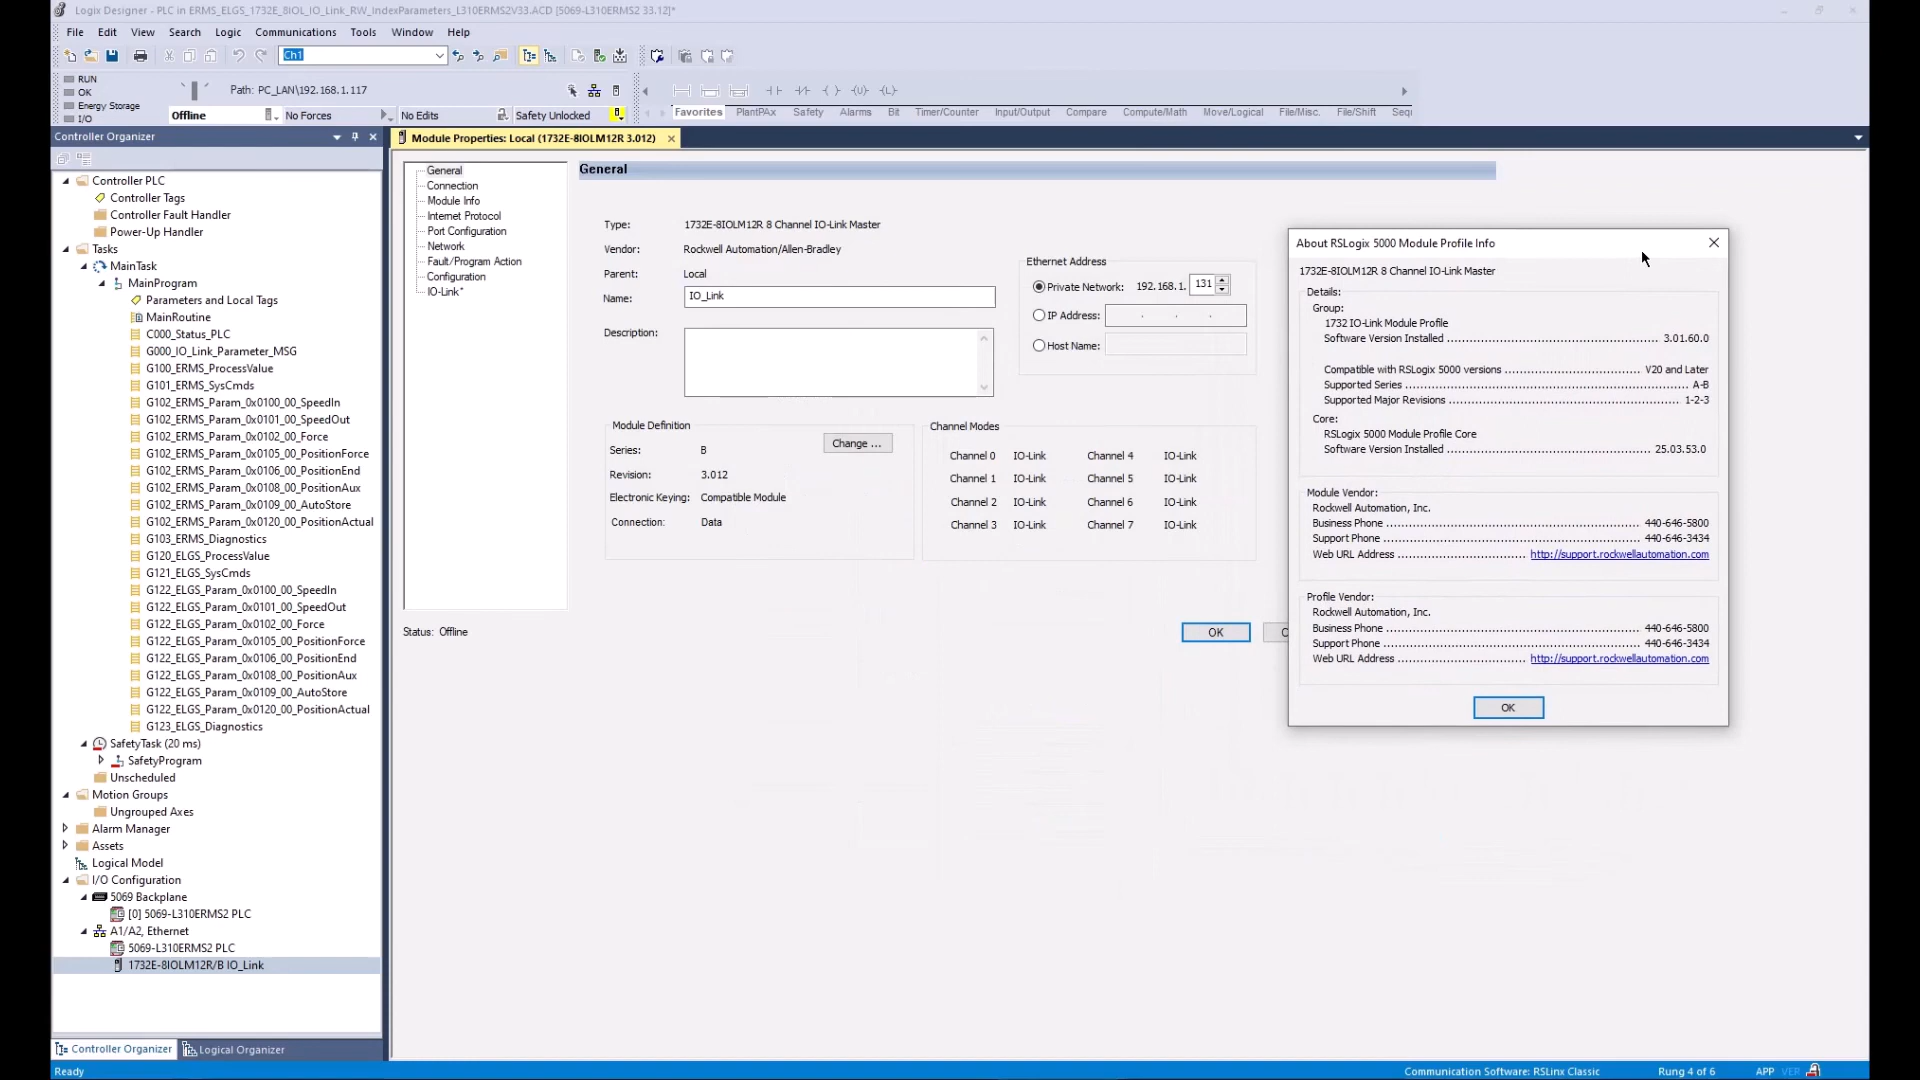 Logix Designer - PLC in ERMS_ELGS_1732E_8IOL_IO_Link_RW_IndexParameters_L310ERMS2V33.ACD [5069-L310ERMS2 33.12]*
File Edit View Search Logic Communications Tools Window Help
Ch1
RUN
OK
Energy Storage
I/O
Path: PC_LAN\192.168.1.117
Offline
No Forces
No Edits
Safety Unlocked
Favorites PlantPAx Safety Alarms Bit Timer/Counter Input/Output Compare Compute/Math Move/Logical File/Misc. File/Shift Sequ
Controller Organizer
Controller PLC
Controller Tags
Controller Fault Handler
Power-Up Handler
Tasks
MainTask
MainProgram
Parameters and Local Tags
MainRoutine
C000_Status_PLC
G000_IO_Link_Parameter_MSG
G100_ERMS_ProcessValue
G101_ERMS_SysCmds
G102_ERMS_Param_0x0100_00_SpeedIn
G102_ERMS_Param_0x0101_00_SpeedOut
G102_ERMS_Param_0x0102_00_Force
G102_ERMS_Param_0x0105_00_PositionForce
G102_ERMS_Param_0x0106_00_PositionEnd
G102_ERMS_Param_0x0108_00_PositionAux
G102_ERMS_Param_0x0109_00_AutoStore
G102_ERMS_Param_0x0120_00_PositionActual
G103_ERMS_Diagnostics
G120_ELGS_ProcessValue
G121_ELGS_SysCmds
G122_ELGS_Param_0x0100_00_SpeedIn
G122_ELGS_Param_0x0101_00_SpeedOut
G122_ELGS_Param_0x0102_00_Force
G122_ELGS_Param_0x0105_00_PositionForce
G122_ELGS_Param_0x0106_00_PositionEnd
G122_ELGS_Param_0x0108_00_PositionAux
G122_ELGS_Param_0x0109_00_AutoStore
G122_ELGS_Param_0x0120_00_PositionActual
G123_ELGS_Diagnostics
SafetyTask (20 ms)
SafetyProgram
Unscheduled
Motion Groups
Ungrouped Axes
Alarm Manager
Assets
Logical Model
I/O Configuration
5069 Backplane
[0] 5069-L310ERMS2 PLC
A1/A2, Ethernet
5069-L310ERMS2 PLC
1732E-8IOLM12R/B IO_Link
Controller Organizer Logical Organizer
Module Properties: Local (1732E-8IOLM12R 3.012)
General
Connection
Module Info
Internet Protocol
Port Configuration
Network
Fault/Program Action
Configuration
IO-Link*
General
Type: 1732E-8IOLM12R 8 Channel IO-Link Master
Vendor: Rockwell Automation/Allen-Bradley
Parent: Local
Name: IO_Link
Description:
Ethernet Address
Private Network: 192.168.1. 131
IP Address:
Host Name:
Module Definition
Series: B
Change ...
Revision: 3.012
Electronic Keying: Compatible Module
Connection: Data
Channel Modes
Channel 0 IO-Link Channel 4 IO-Link
Channel 1 IO-Link Channel 5 IO-Link
Channel 2 IO-Link Channel 6 IO-Link
Channel 3 IO-Link Channel 7 IO-Link
Status: Offline
OK
About RSLogix 5000 Module Profile Info
1732E-8IOLM12R 8 Channel IO-Link Master
Details:
Group:
1732 IO-Link Module Profile
Software Version Installed 3.01.60.0
Compatible with RSLogix 5000 versions V20 and Later
Supported Series A-B
Supported Major Revisions 1-2-3
Core:
RSLogix 5000 Module Profile Core
Software Version Installed 25.03.53.0
Module Vendor:
Rockwell Automation, Inc.
Business Phone 440-646-5800
Support Phone 440-646-3434
Web URL Address http://support.rockwellautomation.com
Profile Vendor:
Rockwell Automation, Inc.
Business Phone 440-646-5800
Support Phone 440-646-3434
Web URL Address http://support.rockwellautomation.com
OK
Ready
Communication Software: RSLinx Classic
Rung 4 of 6
APP VER